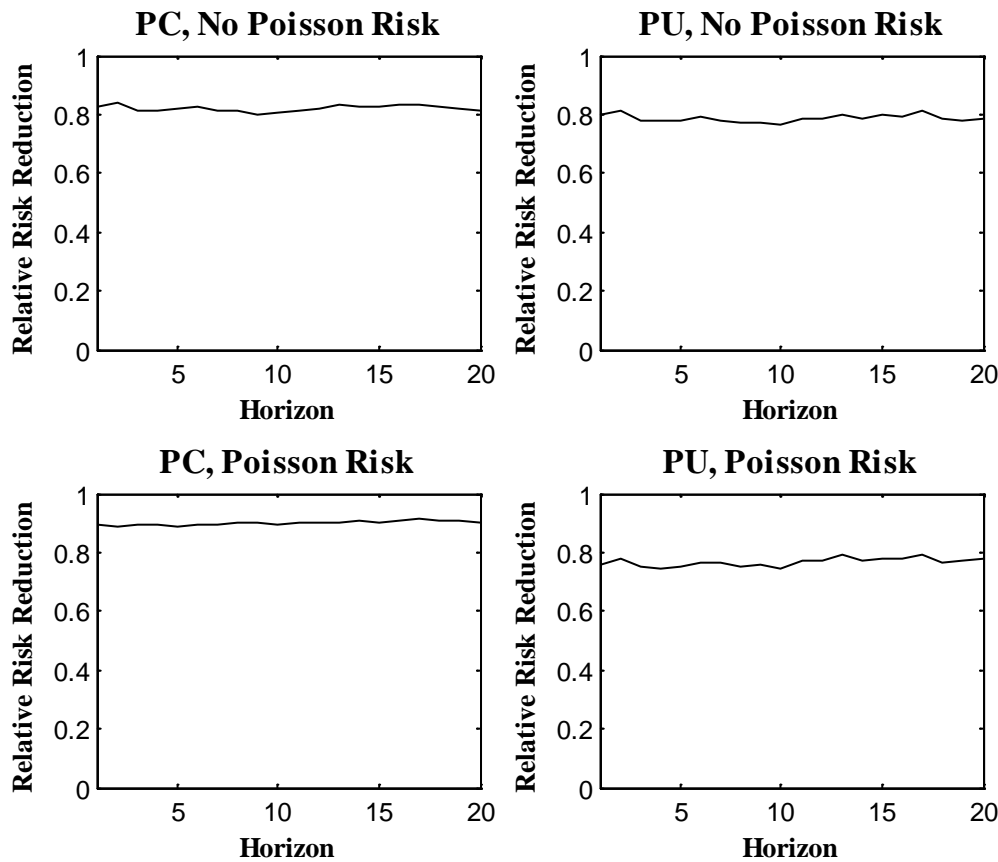 PC, No Poisson Risk
Relative Risk Reduction
1
0.8
0.6
0.4
0.2
0
5 10 15 20
Horizon
PU, No Poisson Risk
Relative Risk Reduction
1
0.8
0.6
0.4
0.2
0
5 10 15 20
Horizon
PC, Poisson Risk
Relative Risk Reduction
1
0.8
0.6
0.4
0.2
0
5 10 15 20
Horizon
PU, Poisson Risk
Relative Risk Reduction
1
0.8
0.6
0.4
0.2
0
5 10 15 20
Horizon